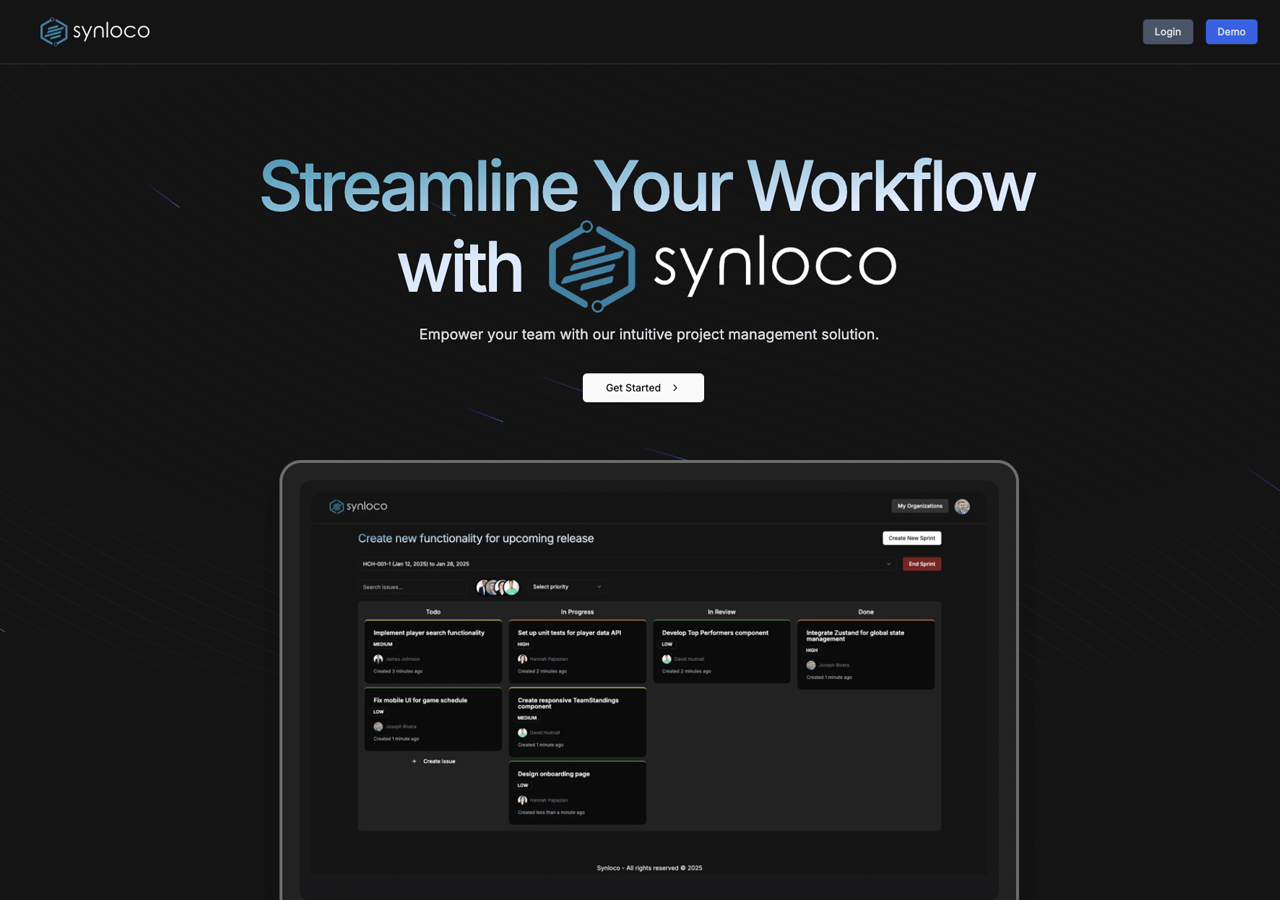 synloco
Login
Demo
Streamline Your Workflow
with synloco
Empower your team with our intuitive project management solution.
Get Started
synloco
My Organizations
Create new functionality for upcoming release
Create New Sprint
HCH-001-1 (Jan 12, 2025) to Jan 26, 2025
End Sprint
Search issues...
Select priority
Todo
In Progress
In Review
Done
Implement player search functionality
MEDIUM
James Johnson
Created 3 minutes ago
Fix mobile UI for game schedule
LOW
Joseph Rivera
Created 1 minute ago
+ Create Issue
Set up unit tests for player data API
HIGH
Hannah Papazian
Created 2 minutes ago
Create responsive TeamStandings
component
MEDIUM
David Hudnall
Created 1 minute ago
Design onboarding page
LOW
Hannah Papazian
Created less than a minute ago
Develop Top Performers component
LOW
David Hudnall
Created 2 minutes ago
Integrate Zustand for global state
management
HIGH
Joseph Rivera
Created 1 minute ago
Synloco - All rights reserved © 2025